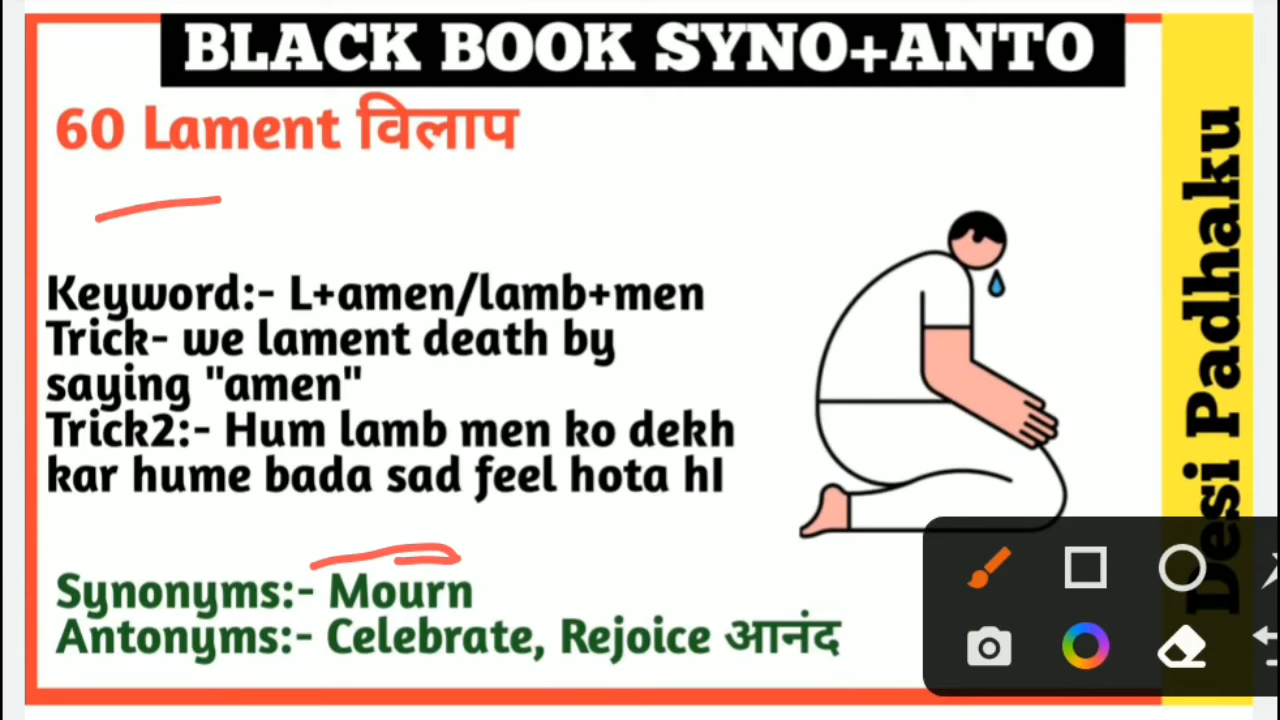 BLACK BOOK SYNO+ANTO
60 Lament विलाप
Keyword:- L+amen/lamb+men
Trick- we lament death by
saying "amen"
Trick2:- Hum lamb men ko dekh
kar hume bada sad feel hota hI
Synonyms:- Mourn
Antonyms:- Celebrate, Rejoice आनंद
Desi Padhaku